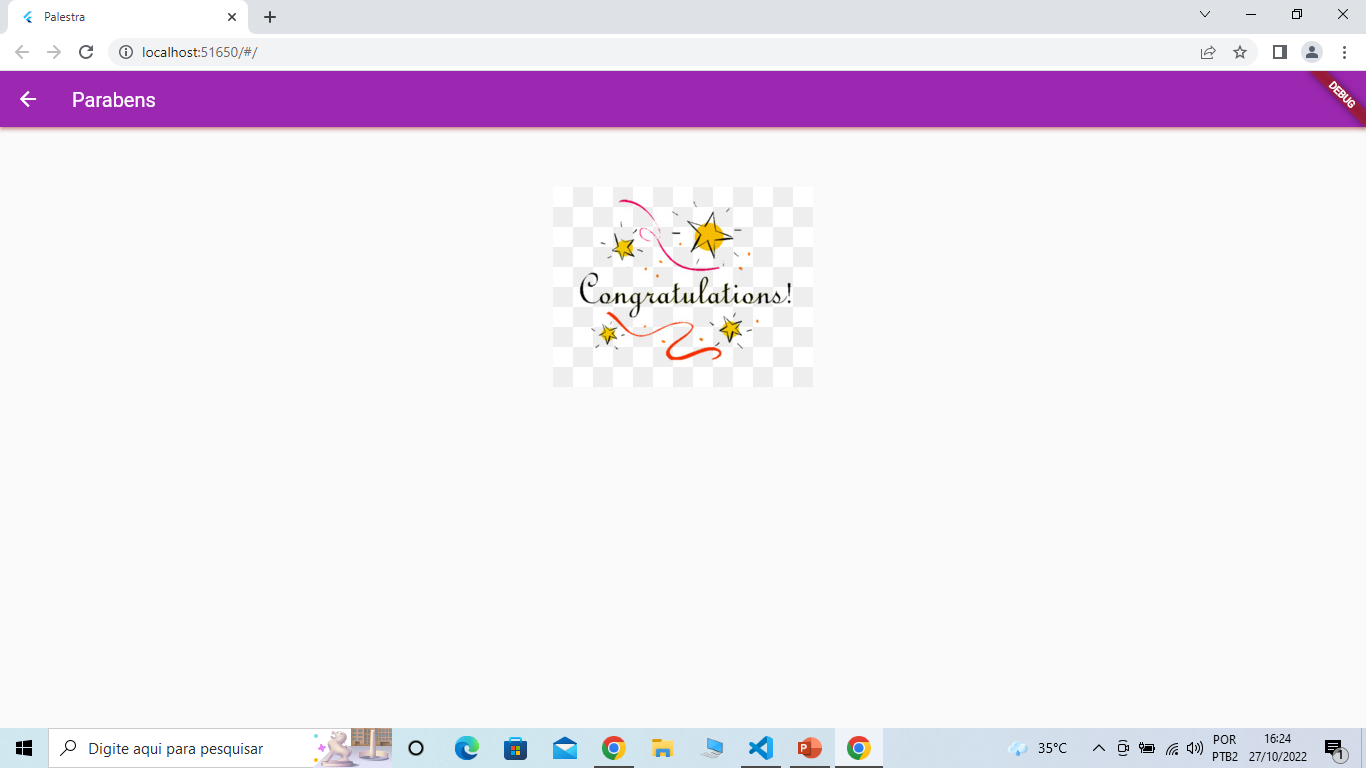 Palestra
localhost:51650/#/
Parabens
DEBUG
Congratulations!
Digite aqui para pesquisar
35°C
POR
PTB2
16:24
27/10/2022
1